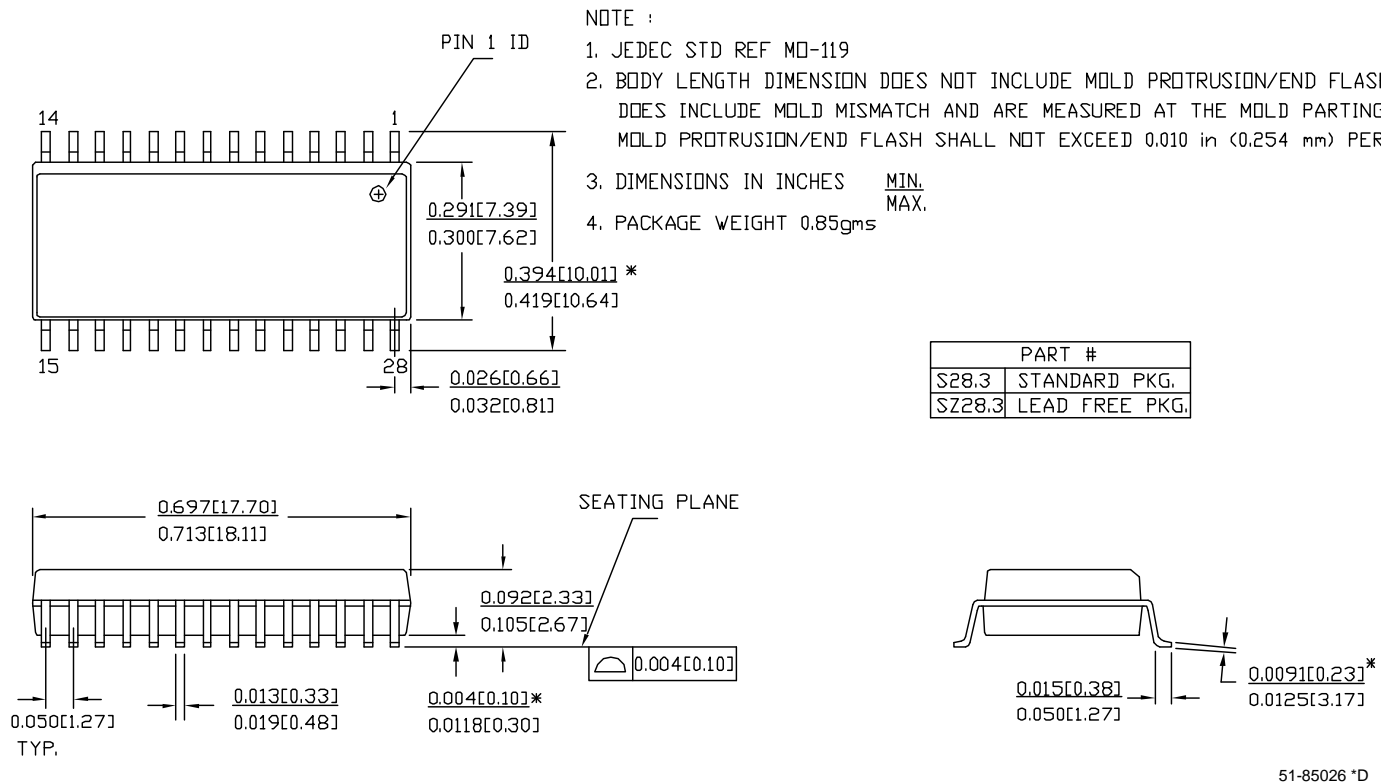 NOTE :
PIN 1 ID
1. JEDEC STD REF MO-119
2. BODY LENGTH DIMENSION DOES NOT INCLUDE MOLD PROTRUSION/END FLASH
DOES INCLUDE MOLD MISMATCH AND ARE MEASURED AT THE MOLD PARTING
MOLD PROTRUSION/END FLASH SHALL NOT EXCEED 0.010 in (0.254 mm) PER
3. DIMENSIONS IN INCHES MIN.
MAX.
4. PACKAGE WEIGHT 0.85gms
14 1
0.291[7.39]
0.300[7.62]
0.394[10.01] *
0.419[10.64]
15 28
0.026[0.66]
0.032[0.81]
PART #
S28.3 STANDARD PKG.
SZ28.3 LEAD FREE PKG.
0.697[17.70]
0.713[18.11]
SEATING PLANE
0.092[2.33]
0.105[2.67]
0.004[0.10]
0.050[1.27]
TYP.
0.013[0.33]
0.019[0.48]
0.004[0.10]*
0.0118[0.30]
0.015[0.38]
0.050[1.27]
0.0091[0.23]*
0.0125[3.17]
51-85026 *D